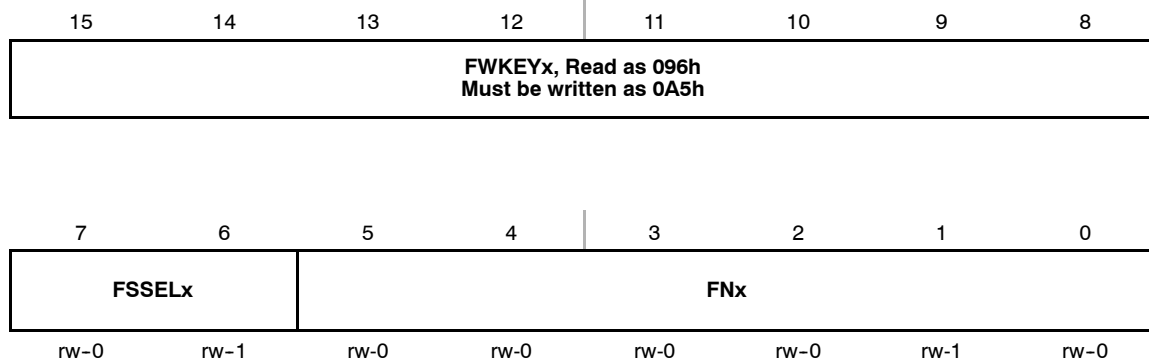 15 14 13 12 11 10 9 8
FWKEYx, Read as 096h
Must be written as 0A5h
7 6 5 4 3 2 1 0
FSSELx FNx
rw-0 rw-1 rw-0 rw-0 rw-0 rw-0 rw-1 rw-0